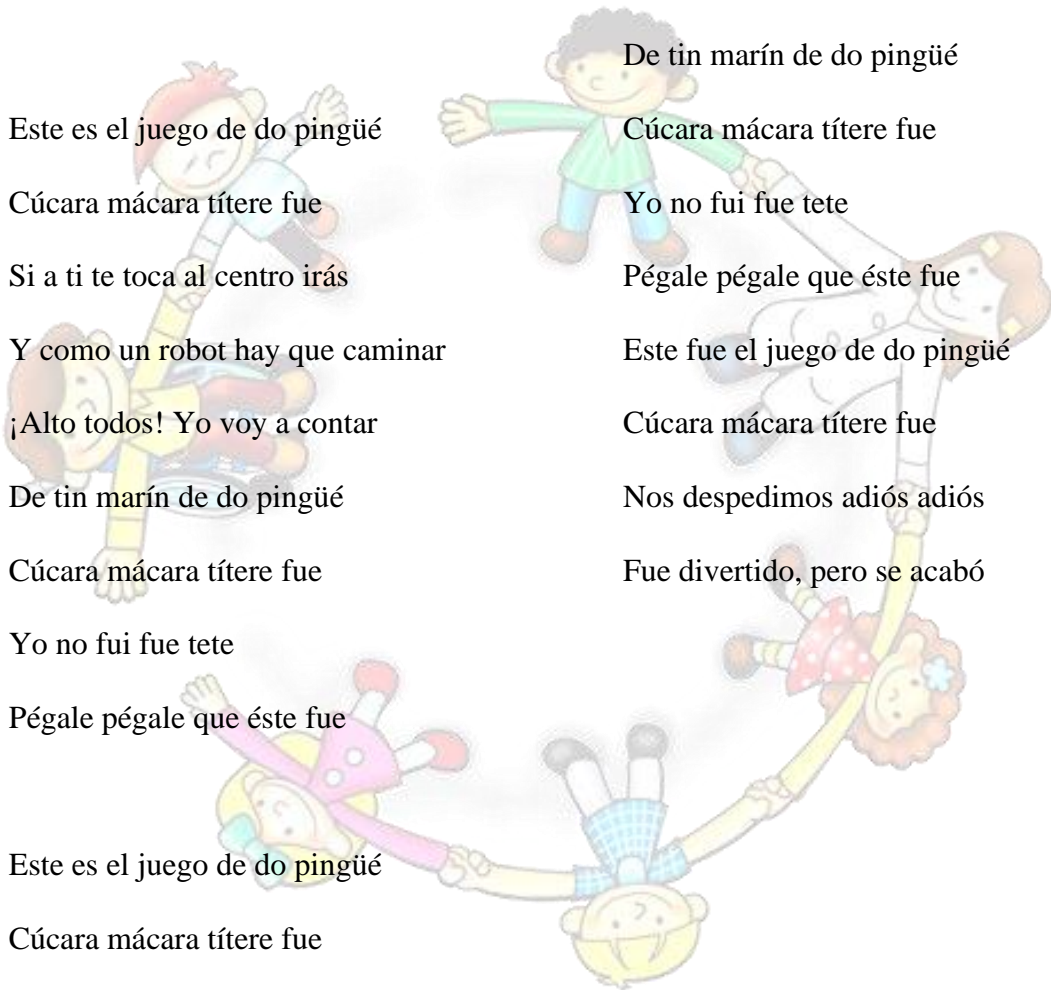 Este es el juego de do pingüé
Cúcara mácara títere fue
Si a ti te toca al centro irás
Y como un robot hay que caminar
¡Alto todos! Yo voy a contar
De tin marín de do pingüé
Cúcara mácara títere fue
Yo no fui fue tete
Pégale pégale que éste fue
Este es el juego de do pingüé
Cúcara mácara títere fue
De tin marín de do pingüé
Cúcara mácara títere fue
Yo no fui fue tete
Pégale pégale que éste fue
Este fue el juego de do pingüé
Cúcara mácara títere fue
Nos despedimos adiós adiós
Fue divertido, pero se acabó